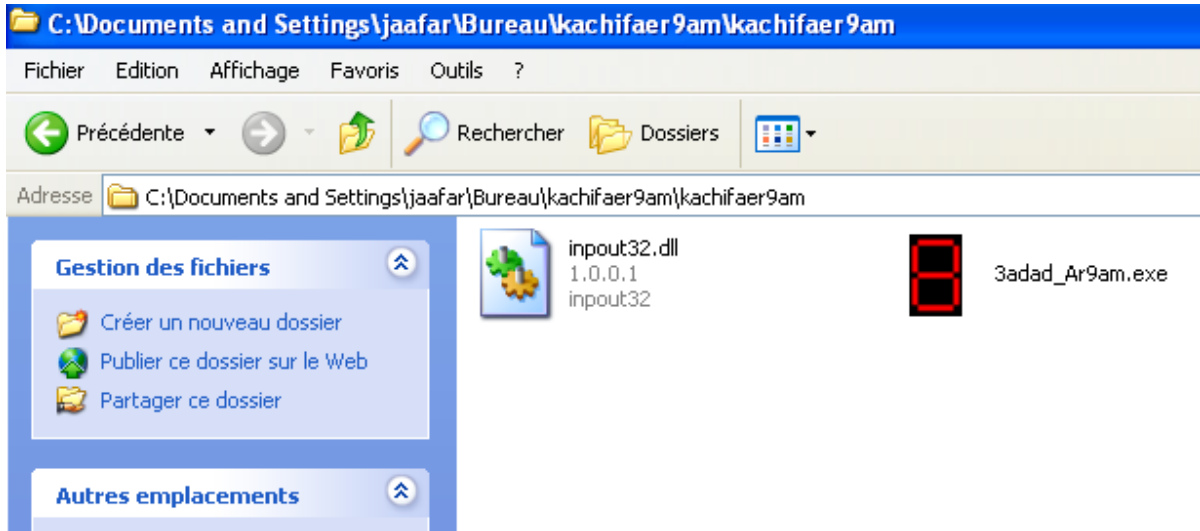 C:\Documents and Settings\jaafar\Bureau\kachifaer9am\kachifaer9am
Fichier Edition Affichage Favoris Outils ?
Précédente Rechercher Dossiers
Adresse C:\Documents and Settings\jaafar\Bureau\kachifaer9am\kachifaer9am
Gestion des fichiers
Créer un nouveau dossier
Publier ce dossier sur le Web
Partager ce dossier
Autres emplacements
inpout32.dll
1.0.0.1
inpout32
3adad_Ar9am.exe